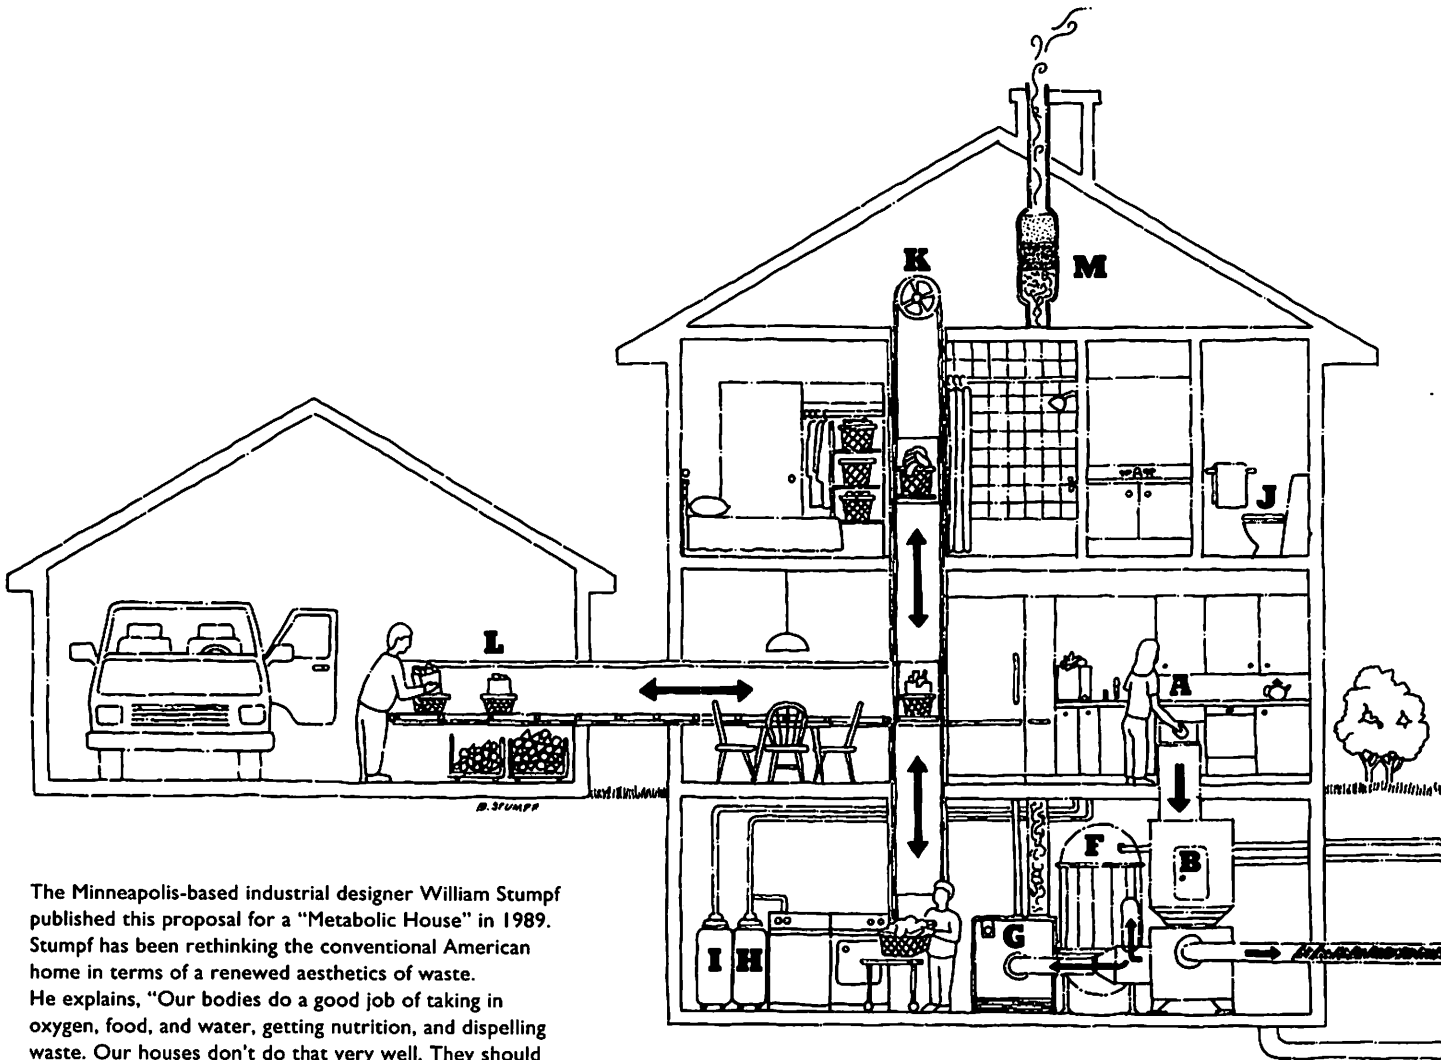 K
M
J
L
A
B. STUMPF
F
B
I H
G
C
The Minneapolis-based industrial designer William Stumpf
published this proposal for a “Metabolic House” in 1989.
Stumpf has been rethinking the conventional American
home in terms of a renewed aesthetics of waste.
He explains, “Our bodies do a good job of taking in
oxygen, food, and water, getting nutrition, and dispelling
waste. Our houses don't do that very well. They should